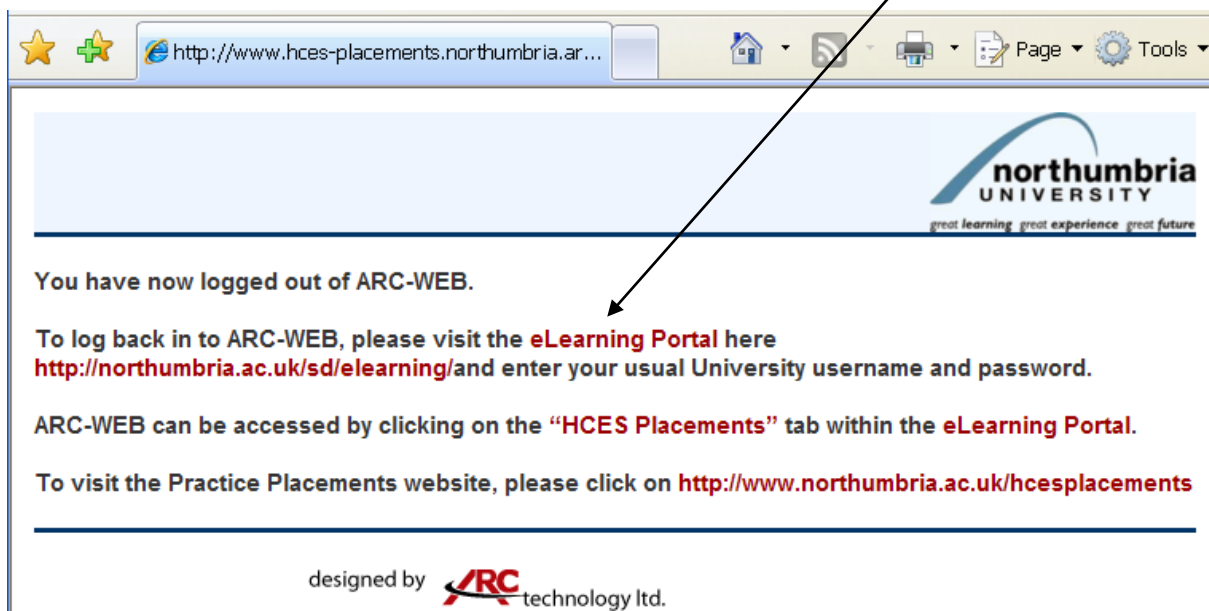 http://www.hces-placements.northumbria.ar...
Page
Tools
northumbria
UNIVERSITY
great learning great experience great future
You have now logged out of ARC-WEB.
To log back in to ARC-WEB, please visit the eLearning Portal here
http://northumbria.ac.uk/sd/elearning/and enter your usual University username and password.
ARC-WEB can be accessed by clicking on the “HCES Placements” tab within the eLearning Portal.
To visit the Practice Placements website, please click on http://www.northumbria.ac.uk/hcesplacements
designed by ARC technology ltd.